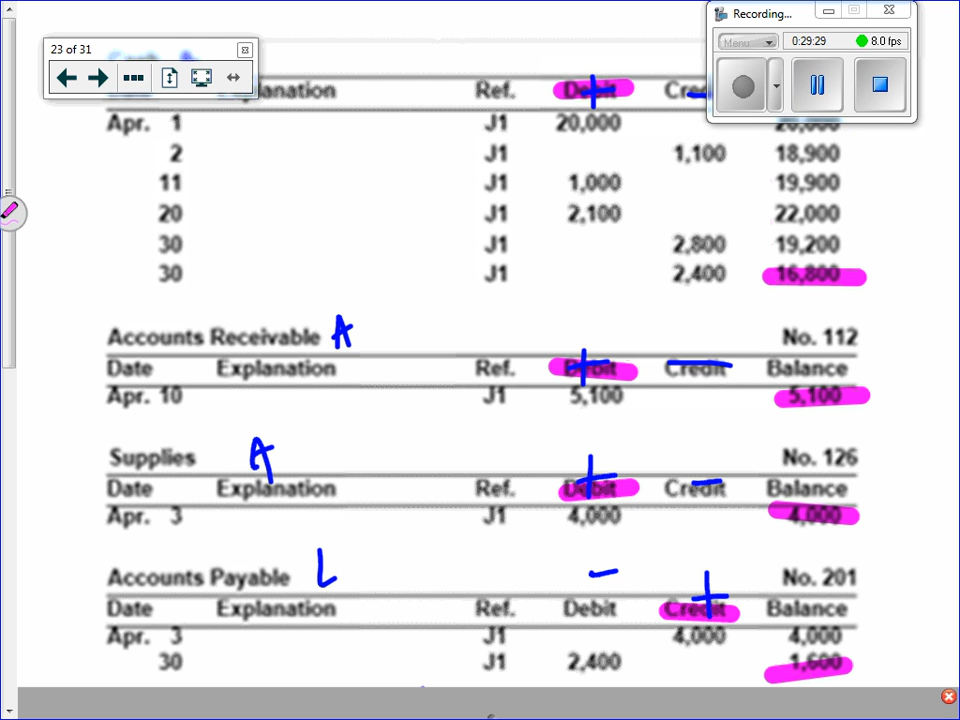 Recording...
23 of 31
Menu
0:29:29
8.0 fps
Explanation Ref. Debit
Apr. 1 J1 20,000 20,000
2 J1 1,100 18,900
11 J1 1,000 19,900
20 J1 2,100 22,000
30 J1 2,800 19,200
30 J1 2,400 16,800
Accounts Receivable A No. 112
Date Explanation Ref. Debit Credit Balance
Apr. 10 J1 5,100 5,100
Supplies A No. 126
Date Explanation Ref. Debit Credit Balance
Apr. 3 J1 4,000 4,000
Accounts Payable L No. 201
Date Explanation Ref. Debit Credit Balance
Apr. 3 J1 4,000 4,000
30 J1 2,400 1,600